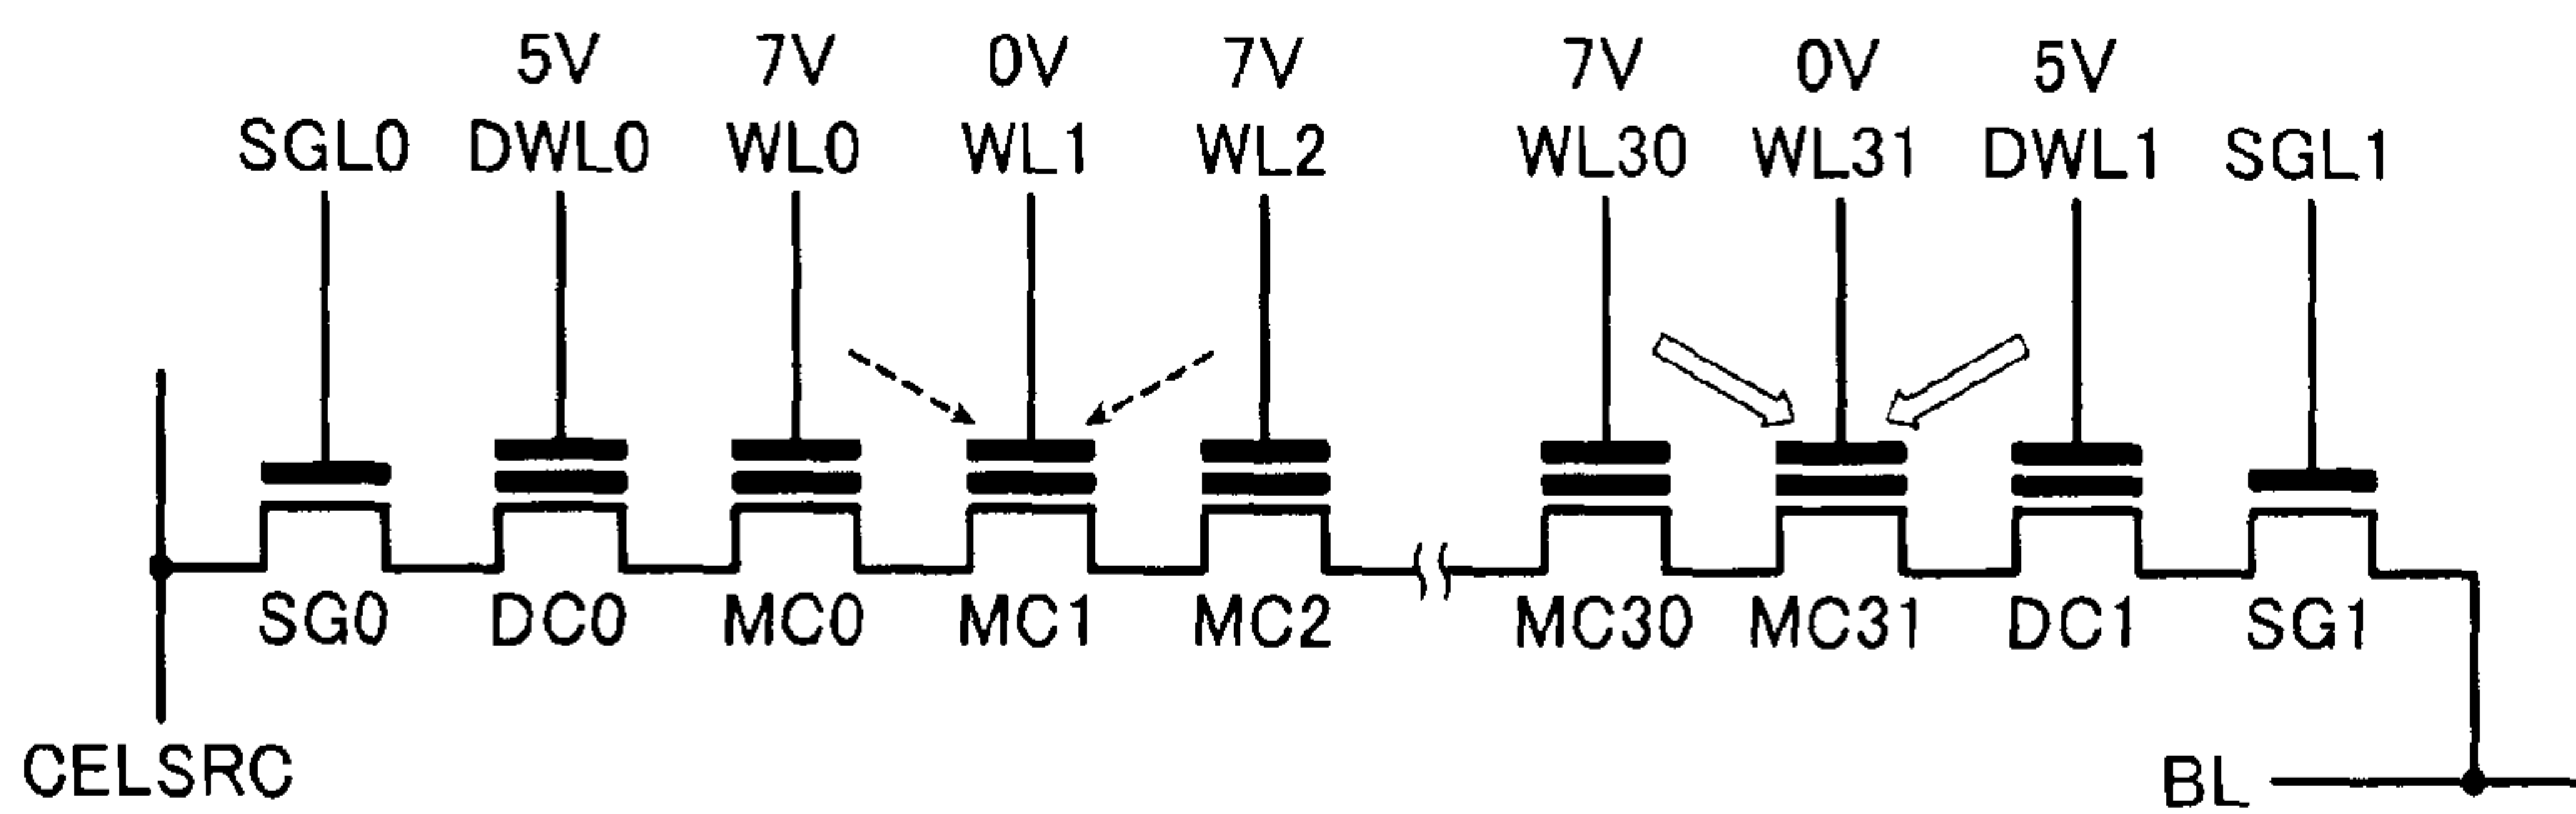 5V 7V 0V 7V 7V 0V 5V
SGL0 DWL0 WL0 WL1 WL2 WL30 WL31 DWL1 SGL1
SG0 DC0 MC0 MC1 MC2 MC30 MC31 DC1 SG1
CELSRC BL